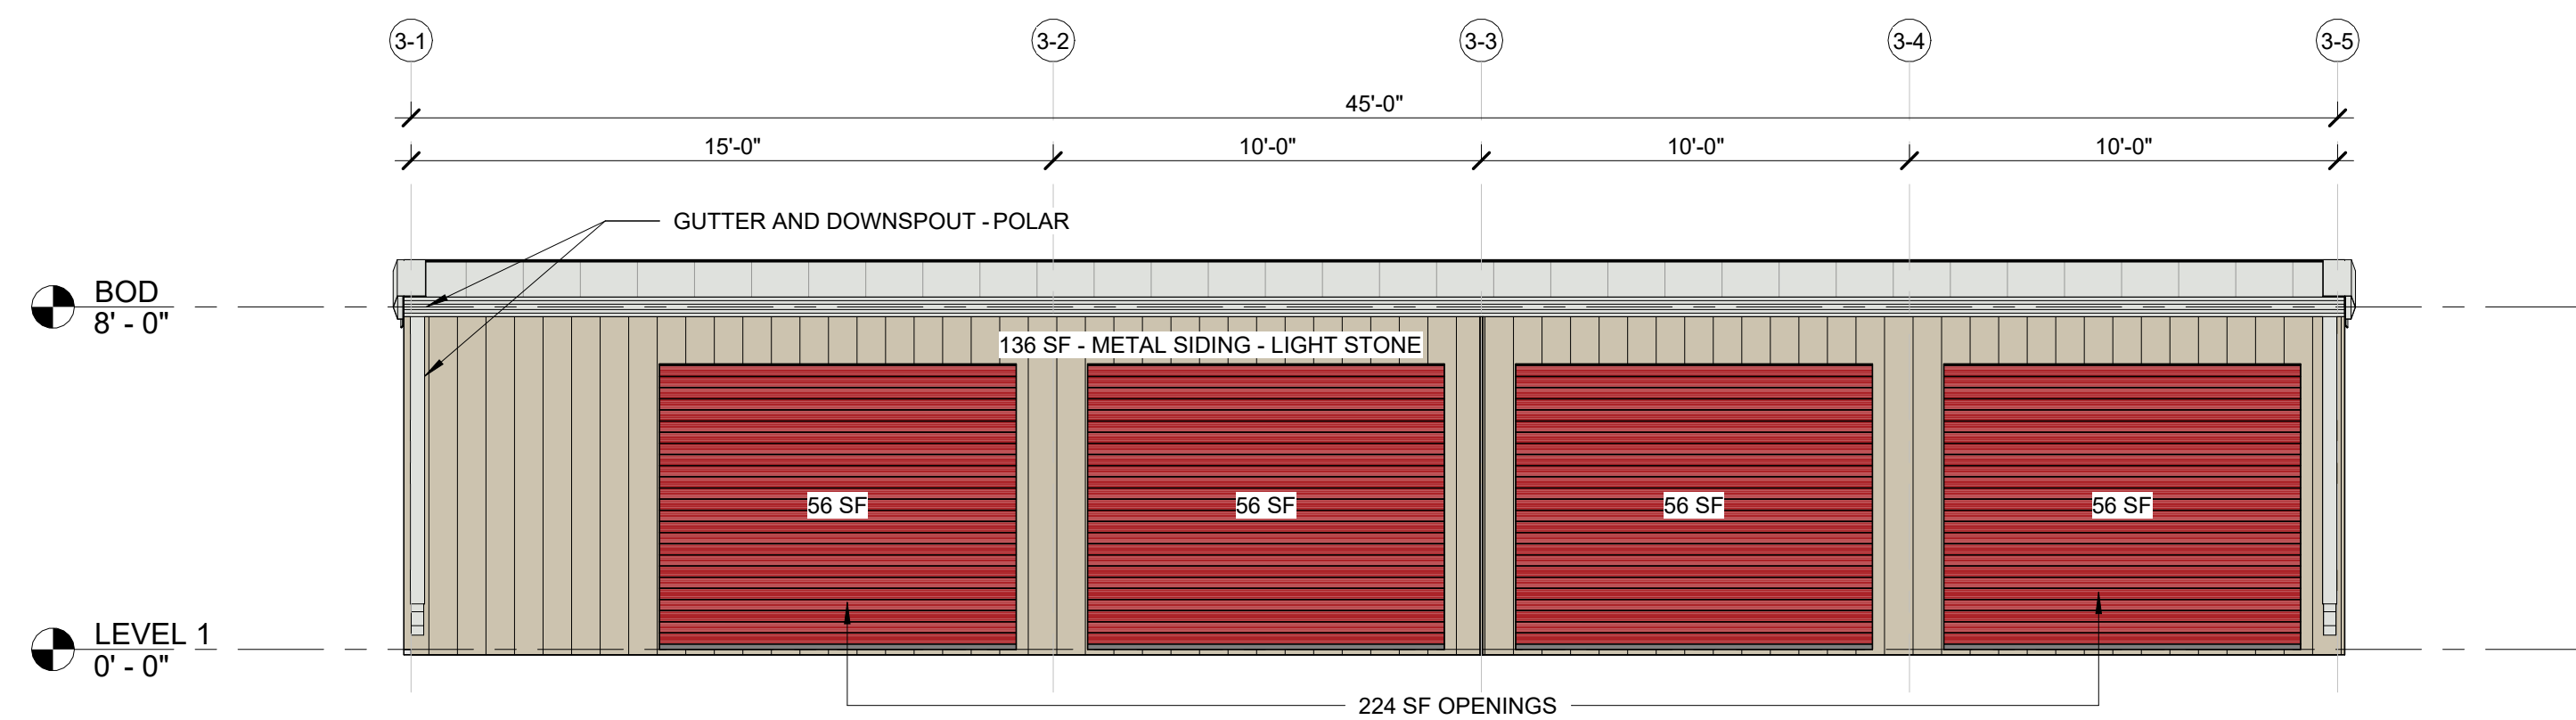 3-1
3-2
3-3
3-4
3-5
45'-0"
15'-0"
10'-0"
10'-0"
10'-0"
GUTTER AND DOWNSPOUT - POLAR
BOD
8' - 0"
136 SF - METAL SIDING - LIGHT STONE
56 SF
56 SF
56 SF
56 SF
LEVEL 1
0' - 0"
224 SF OPENINGS